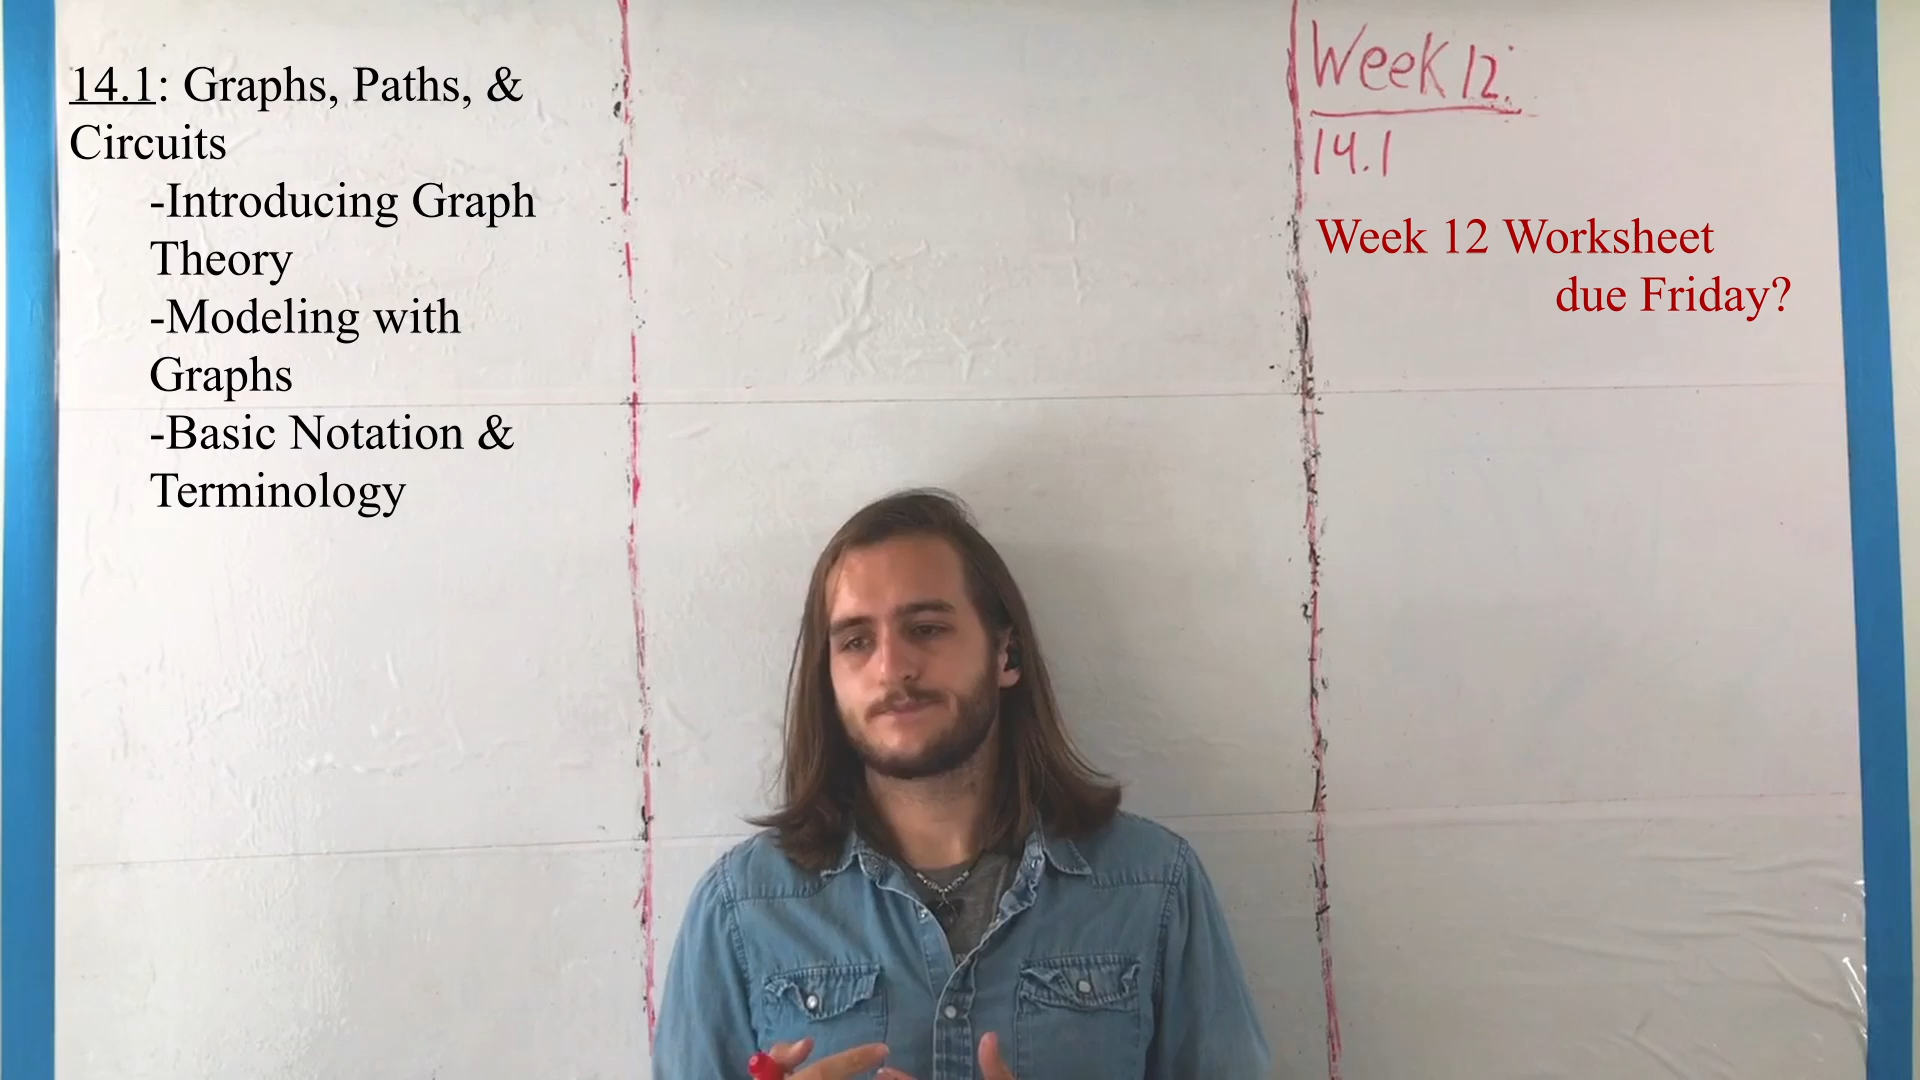 14.1: Graphs, Paths, &
Circuits
-Introducing Graph
Theory
-Modeling with
Graphs
-Basic Notation &
Terminology
Week 12:
14.1
Week 12 Worksheet
due Friday?